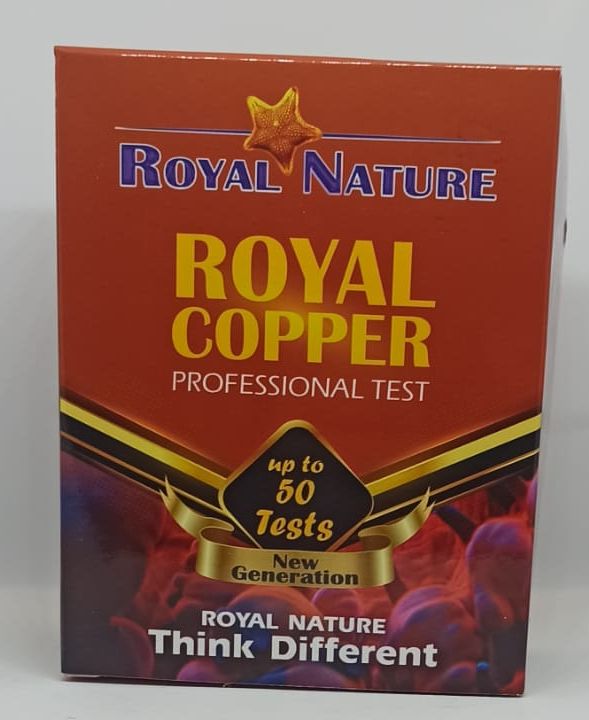 ROYAL NATURE
ROYAL
COPPER
PROFESSIONAL TEST
up to
50
Tests
New
Generation
ROYAL NATURE
Think Different